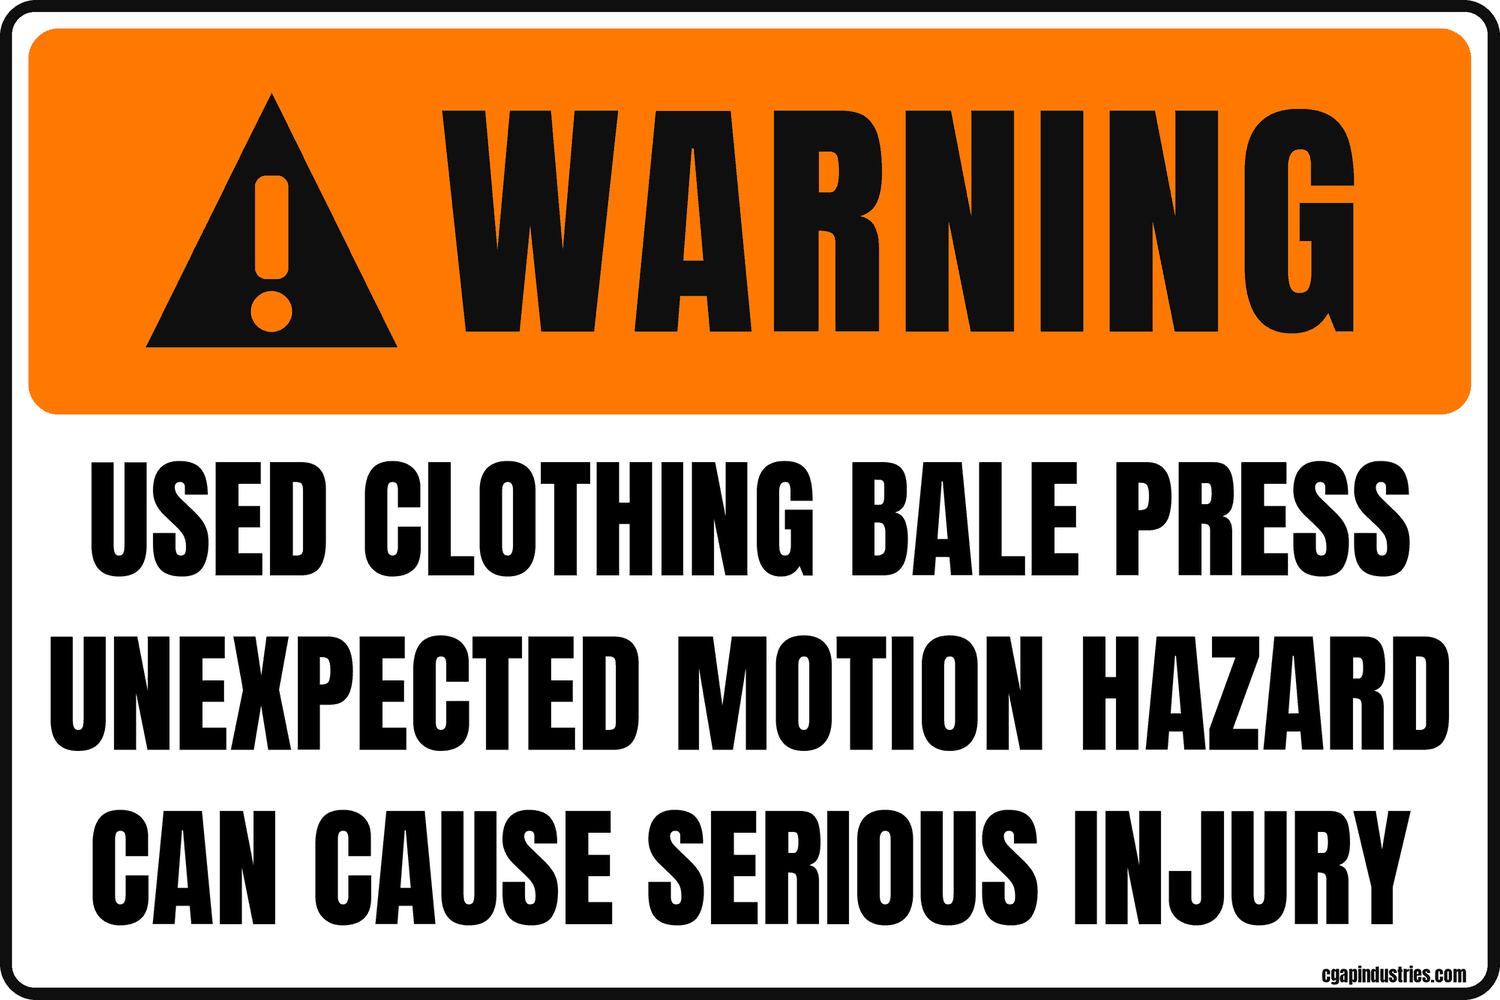 WARNING
USED CLOTHING BALE PRESS
UNEXPECTED MOTION HAZARD
CAN CAUSE SERIOUS INJURY
cgapindustries.com